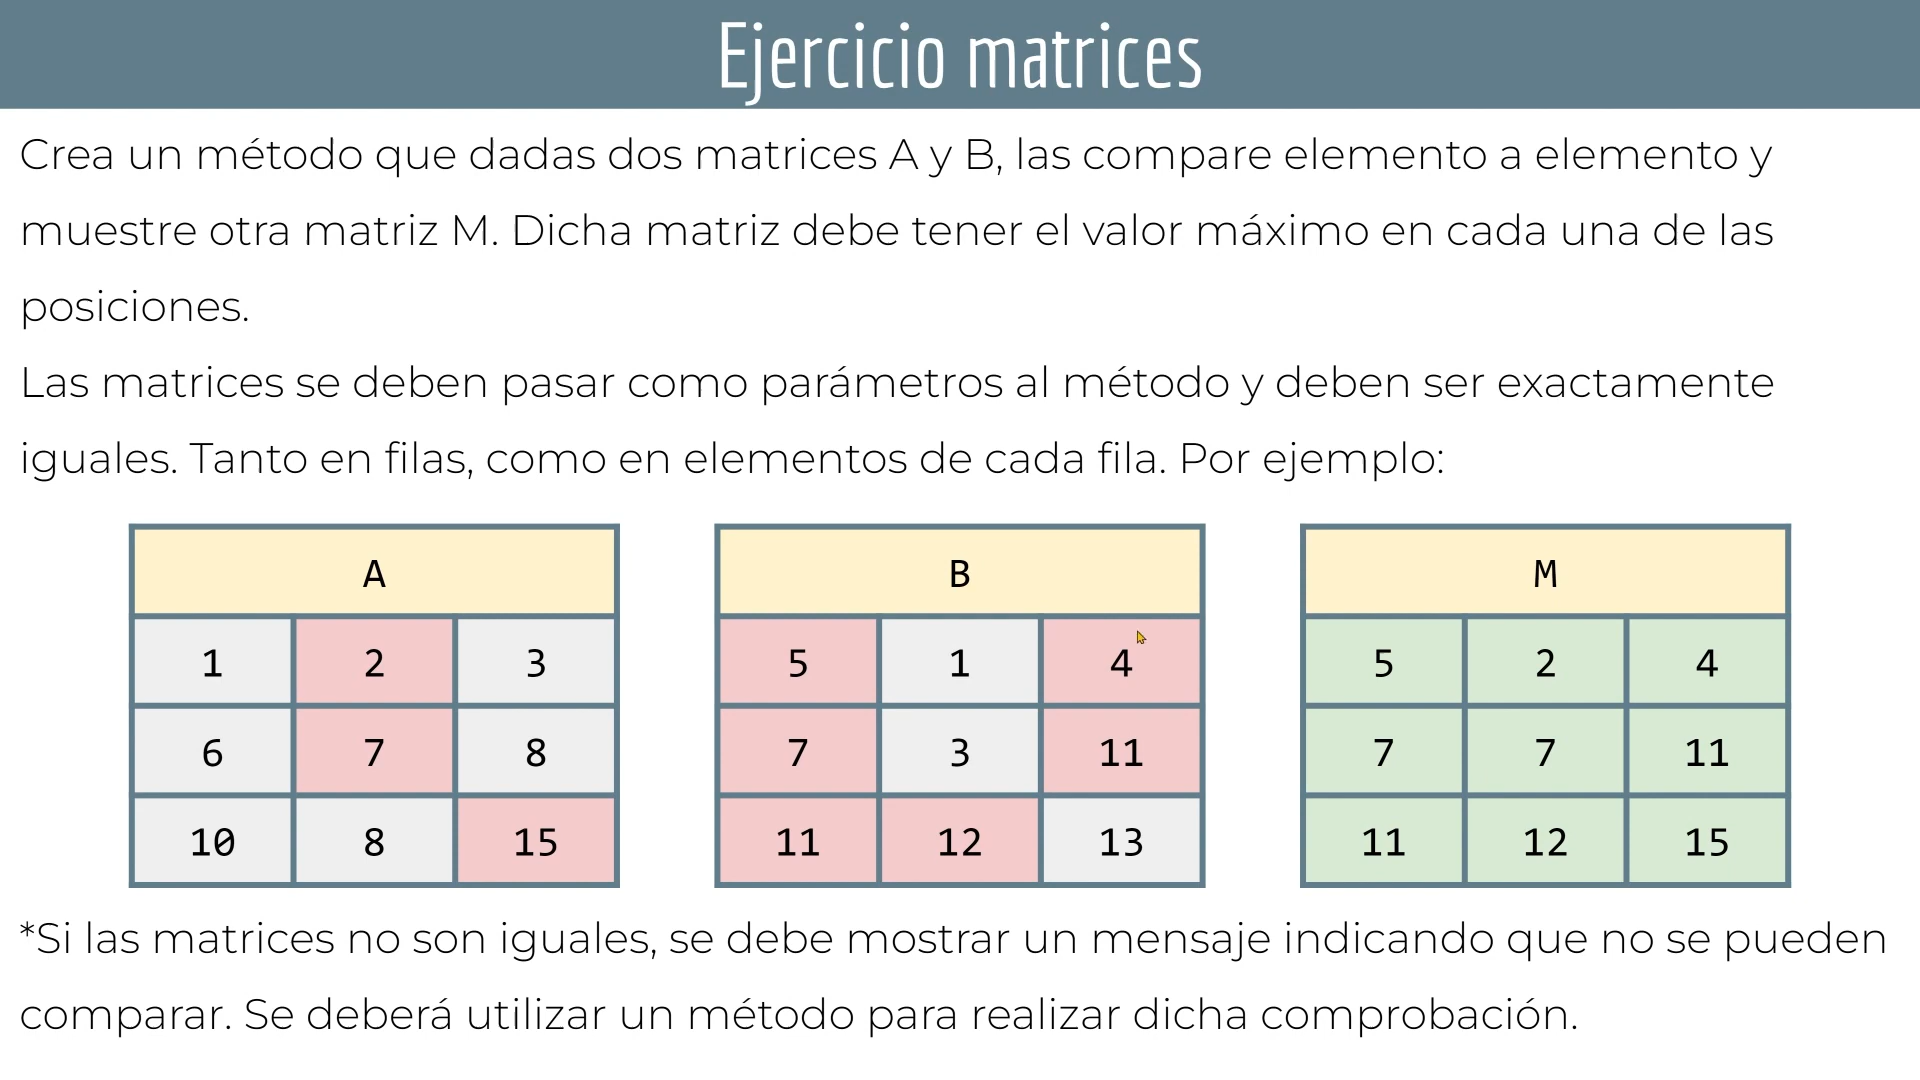 Ejercicio matrices
Crea un método que dadas dos matrices A y B, las compare elemento a elemento y
muestre otra matriz M. Dicha matriz debe tener el valor máximo en cada una de las
posiciones.
Las matrices se deben pasar como parámetros al método y deben ser exactamente
iguales. Tanto en filas, como en elementos de cada fila. Por ejemplo:
A
1 2 3
6 7 8
10 8 15
B
5 1 4
7 3 11
11 12 13
M
5 2 4
7 7 11
11 12 15
*Si las matrices no son iguales, se debe mostrar un mensaje indicando que no se pueden
comparar. Se deberá utilizar un método para realizar dicha comprobación.